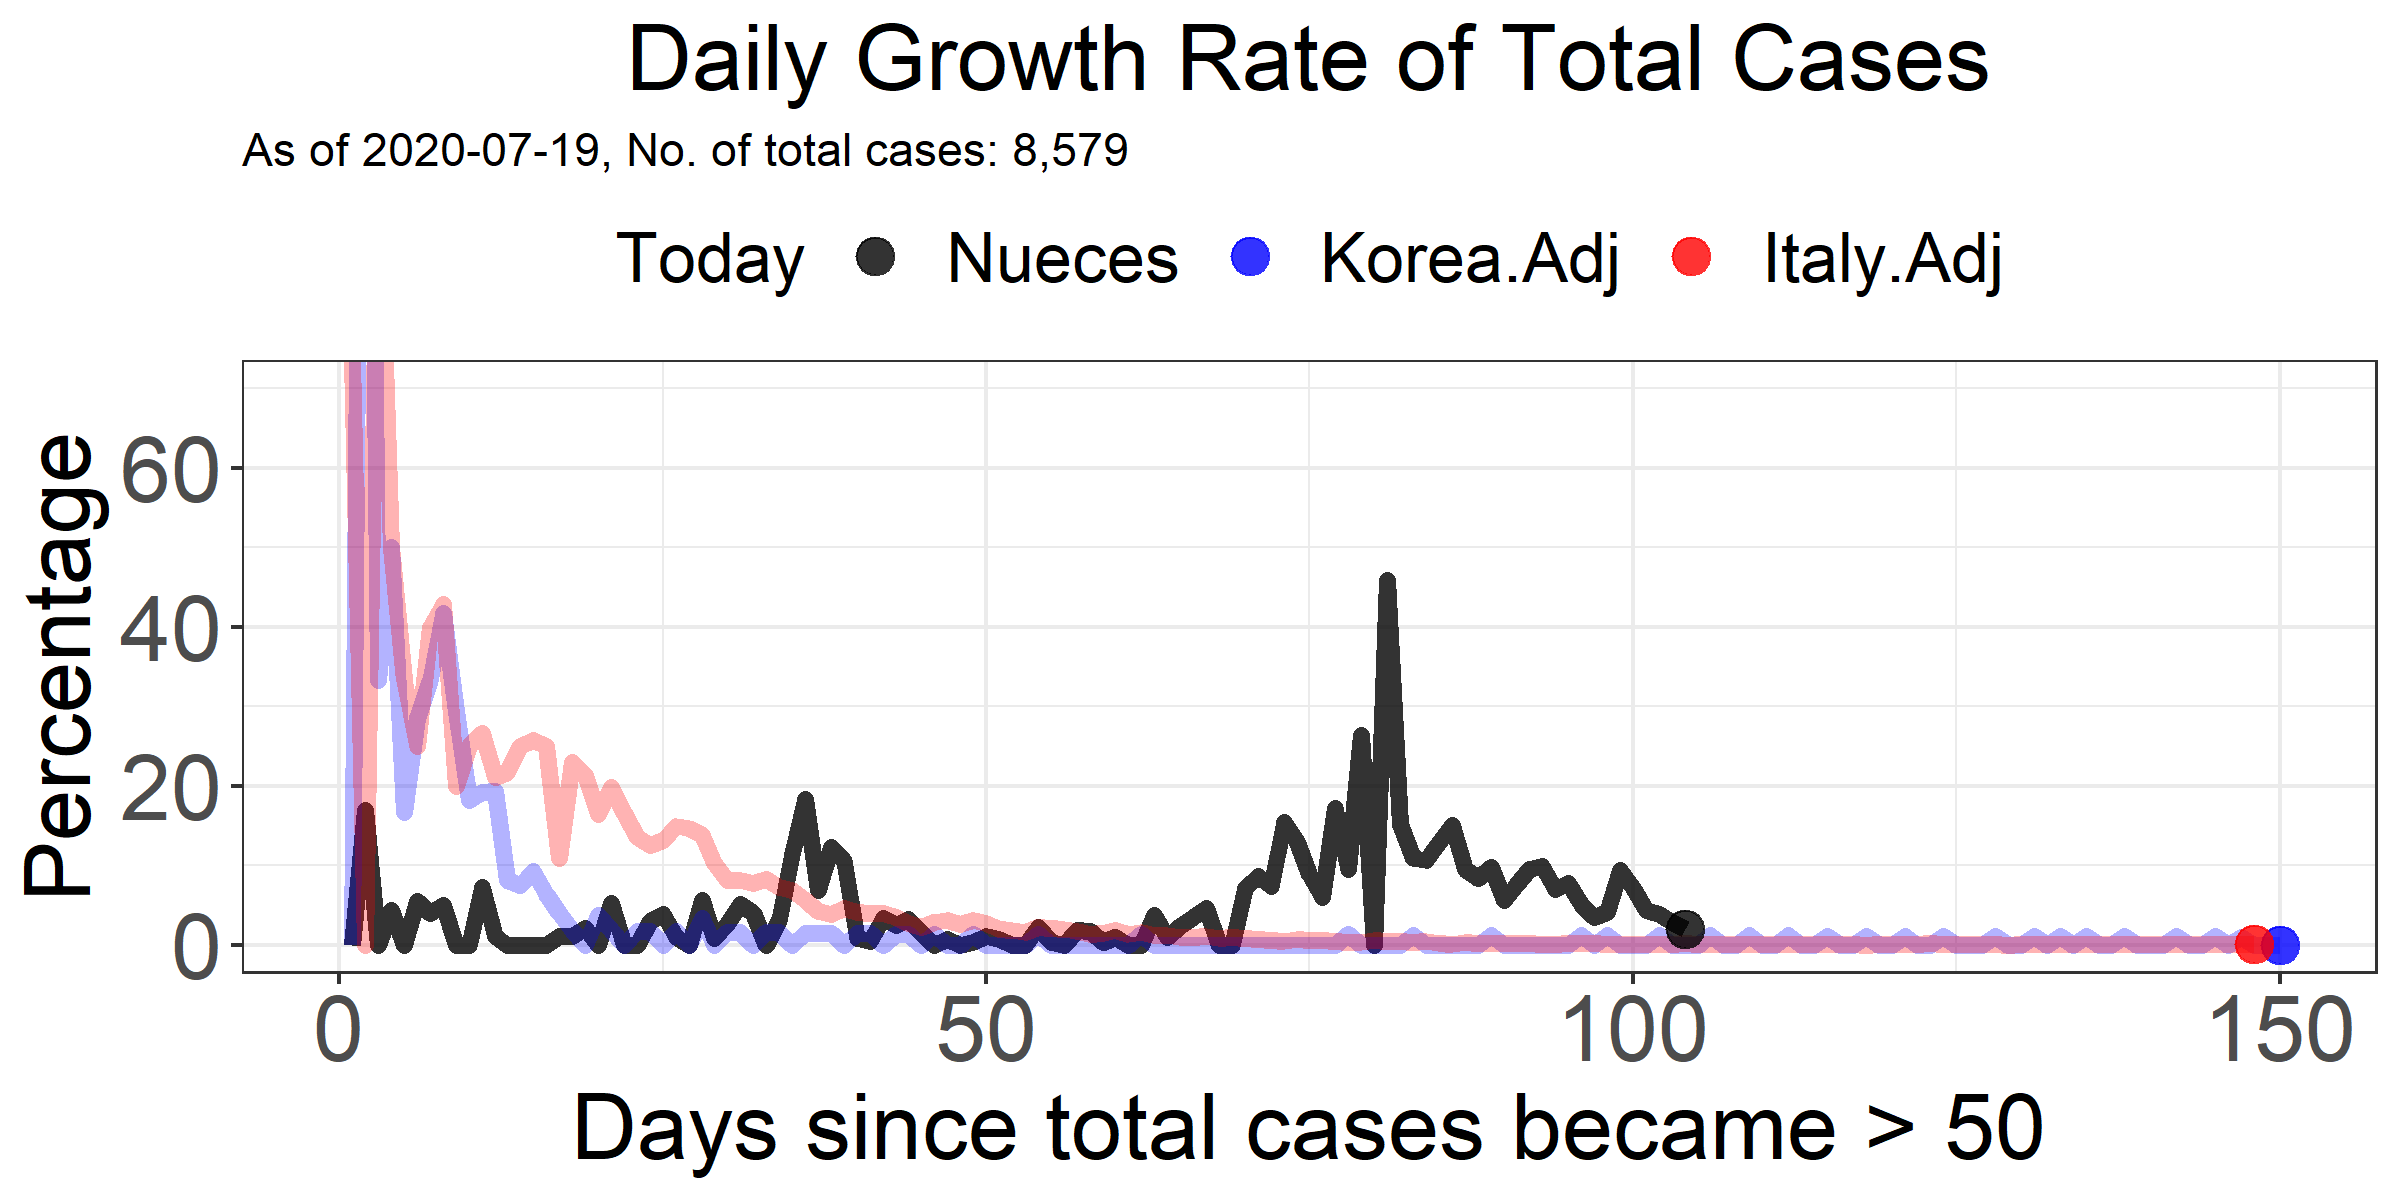 Daily Growth Rate of Total Cases
As of 2020-07-19, No. of total cases: 8,579
Today Nueces Korea.Adj Italy.Adj
Percentage
60
40
20
0
0 50 100 150
Days since total cases became > 50